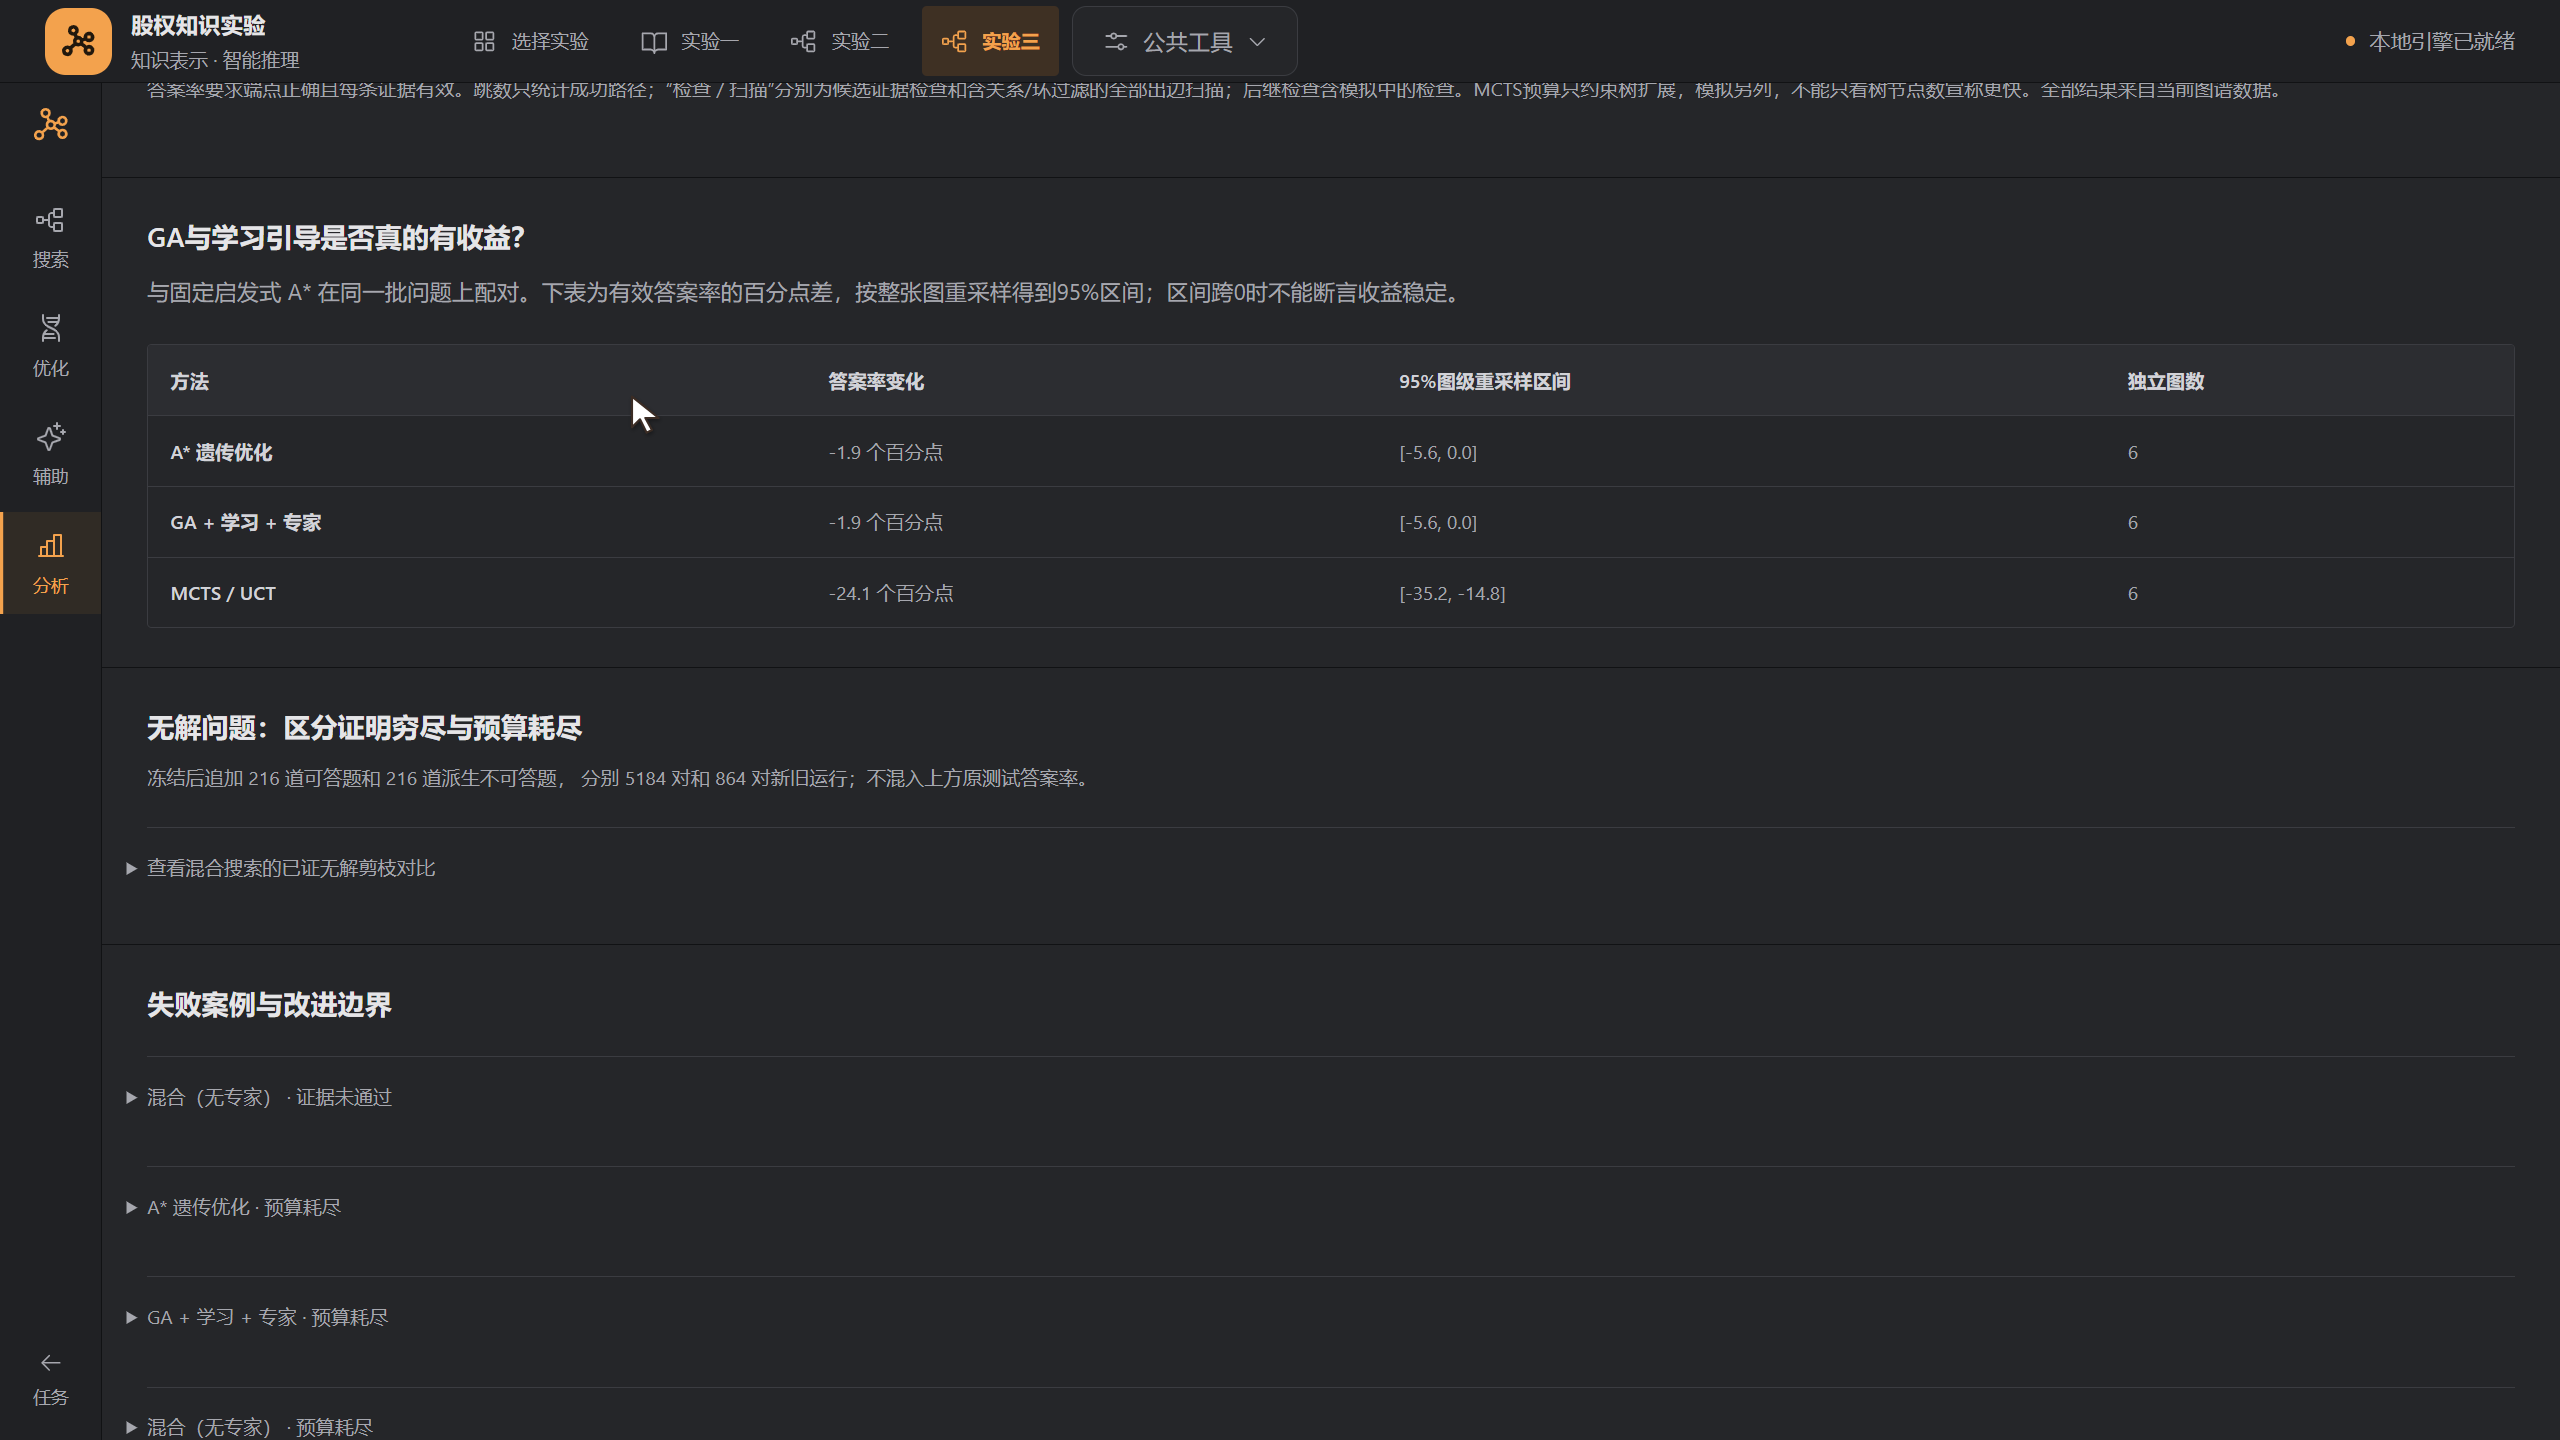 股权知识实验
知识表示 · 智能推理
选择实验
实验一
实验二
实验三
公共工具
本地引擎已就绪
搜索
优化
辅助
分析
任务
答案率要求端点正确且每条证据有效。跳数只统计成功路径；“检查 / 扫描”分别为候选证据检查和含关系/环过滤的全部出边扫描；后继检查含模拟中的检查。MCTS预算只约束树扩展，模拟另列，不能只看树节点数宣称更快。全部结果来自当前图谱数据。
GA与学习引导是否真的有收益？
与固定启发式 A* 在同一批问题上配对。下表为有效答案率的百分点差，按整张图重采样得到95%区间；区间跨0时不能断言收益稳定。
方法 答案率变化 95%图级重采样区间 独立图数
A* 遗传优化 -1.9 个百分点 [-5.6, 0.0] 6
GA + 学习 + 专家 -1.9 个百分点 [-5.6, 0.0] 6
MCTS / UCT -24.1 个百分点 [-35.2, -14.8] 6
无解问题：区分证明穷尽与预算耗尽
冻结后追加 216 道可答题和 216 道派生不可答题， 分别 5184 对和 864 对新旧运行；不混入上方原测试答案率。
查看混合搜索的已证无解剪枝对比
失败案例与改进边界
混合（无专家） · 证据未通过
A* 遗传优化 · 预算耗尽
GA + 学习 + 专家 · 预算耗尽
混合（无专家） · 预算耗尽